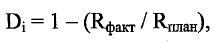 Dᵢ = 1 – (Rфакт / Rплан),